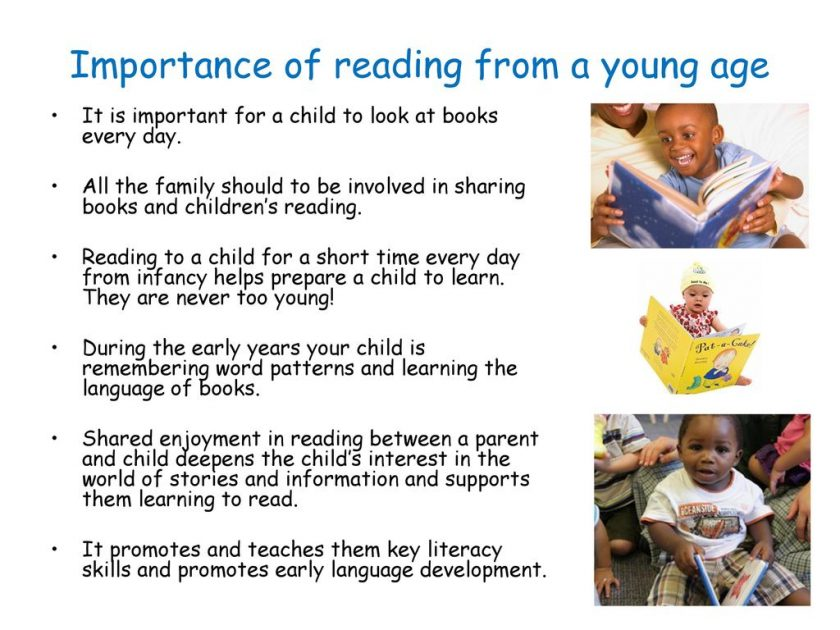 Importance of reading from a young age
• It is important for a child to look at books
every day.
• All the family should to be involved in sharing
books and children's reading.
• Reading to a child for a short time every day
from infancy helps prepare a child to learn.
They are never too young!
• During the early years your child is
remembering word patterns and learning the
language of books.
• Shared enjoyment in reading between a parent
and child deepens the child's interest in the
world of stories and information and supports
them learning to read.
• It promotes and teaches them key literacy
skills and promotes early language development.
Pat-a-Cake!
OCEANSIDE